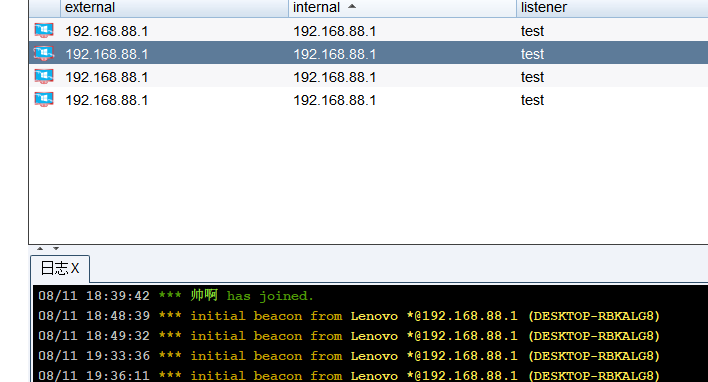 external internal listener
192.168.88.1 192.168.88.1 test
192.168.88.1 192.168.88.1 test
192.168.88.1 192.168.88.1 test
192.168.88.1 192.168.88.1 test
日志 X
08/11 18:39:42 *** 帅啊 has joined.
08/11 18:48:39 *** initial beacon from Lenovo *@192.168.88.1 (DESKTOP-RBKALG8)
08/11 18:49:32 *** initial beacon from Lenovo *@192.168.88.1 (DESKTOP-RBKALG8)
08/11 19:33:36 *** initial beacon from Lenovo *@192.168.88.1 (DESKTOP-RBKALG8)
08/11 19:36:11 *** initial beacon from Lenovo *@192.168.88.1 (DESKTOP-RBKALG8)